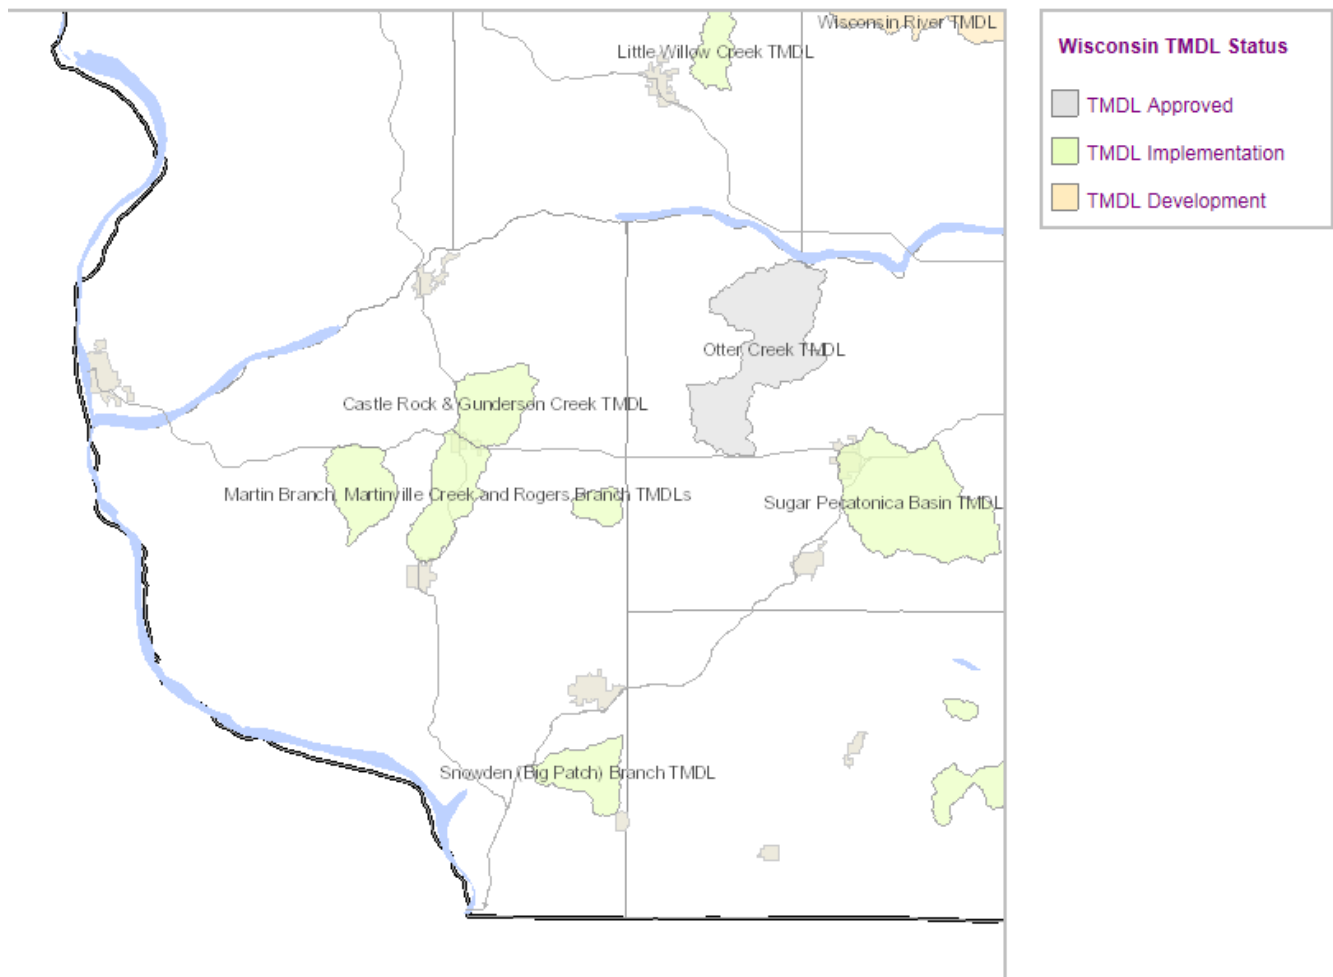 Wisconsin River TMDL
Little Willow Creek TMDL
Otter Creek TMDL
Castle Rock & Gunderson Creek TMDL
Martin Branch, Martinville Creek and Rogers Branch TMDLs
Sugar Pecatonica Basin TMDL
Snowden (Big Patch) Branch TMDL
Wisconsin TMDL Status
TMDL Approved
TMDL Implementation
TMDL Development